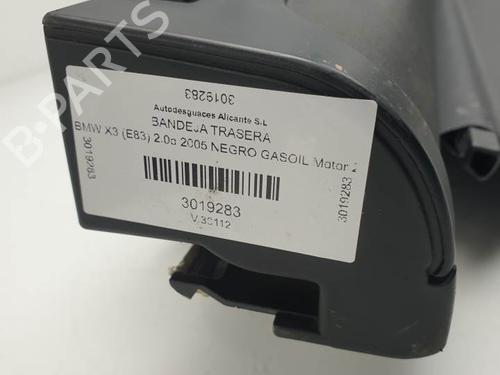 3019283
Autodesguaces Alicante S.L
BANDEJA TRASERA
BMW X3 (E83) 2.0d 2005 NEGRO GASOIL Motor 2
3019283
3019283
3019283
V.30112
B-PARTS